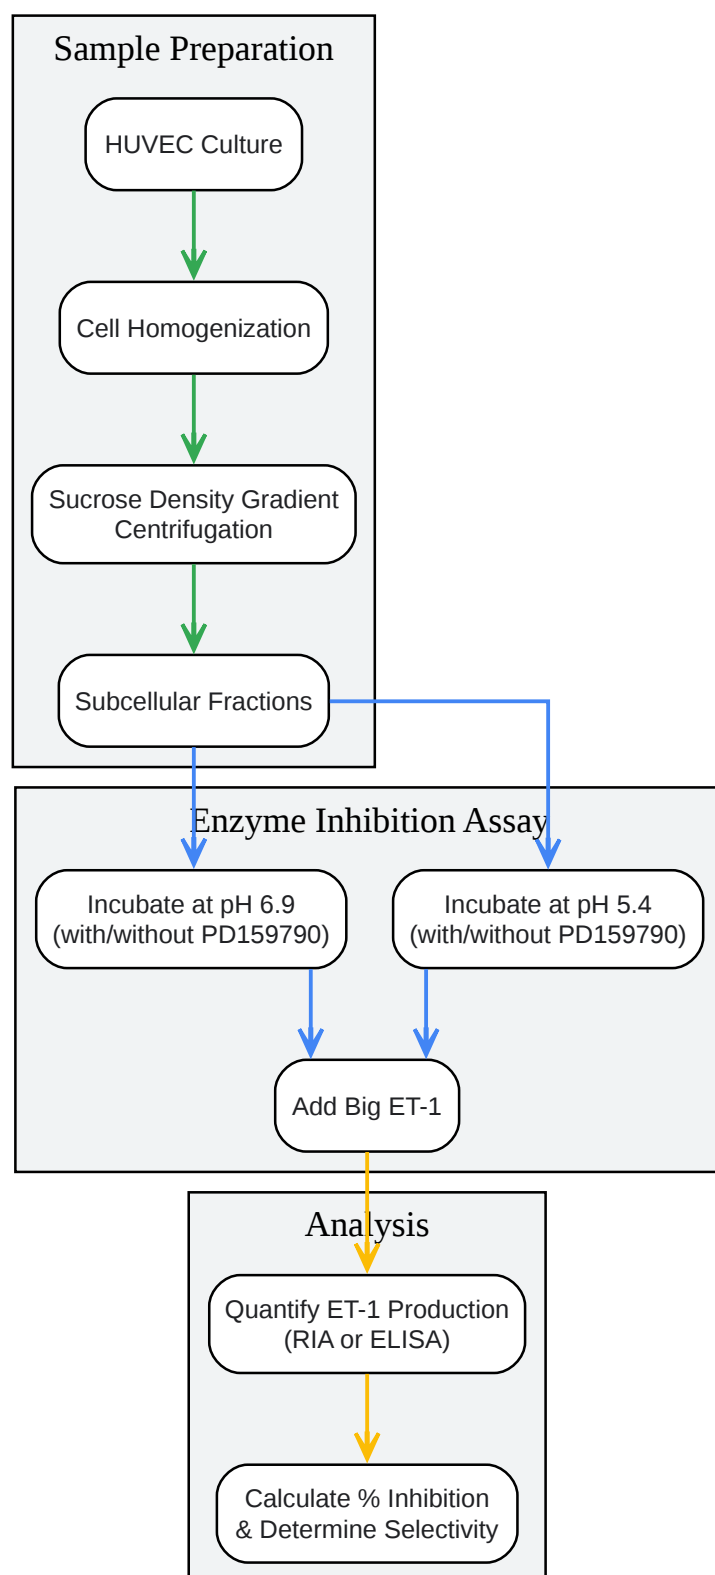 Sample Preparation
HUVEC Culture
Cell Homogenization
Sucrose Density Gradient
Centrifugation
Subcellular Fractions
Enzyme Inhibition Assay
Incubate at pH 6.9
(with/without PD159790)
Incubate at pH 5.4
(with/without PD159790)
Add Big ET-1
Analysis
Quantify ET-1 Production
(RIA or ELISA)
Calculate % Inhibition
& Determine Selectivity